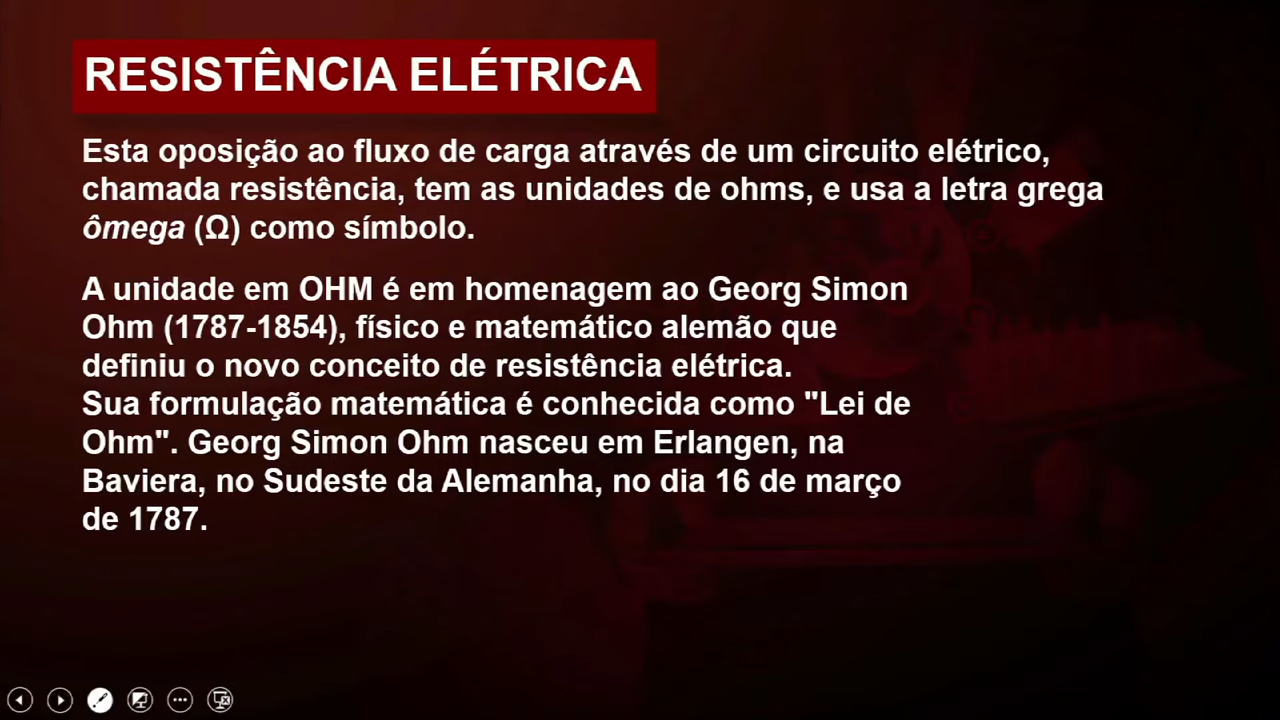 RESISTÊNCIA ELÉTRICA
Esta oposição ao fluxo de carga através de um circuito elétrico,
chamada resistência, tem as unidades de ohms, e usa a letra grega
ômega (Ω) como símbolo.
A unidade em OHM é em homenagem ao Georg Simon
Ohm (1787-1854), físico e matemático alemão que
definiu o novo conceito de resistência elétrica.
Sua formulação matemática é conhecida como "Lei de
Ohm". Georg Simon Ohm nasceu em Erlangen, na
Baviera, no Sudeste da Alemanha, no dia 16 de março
de 1787.